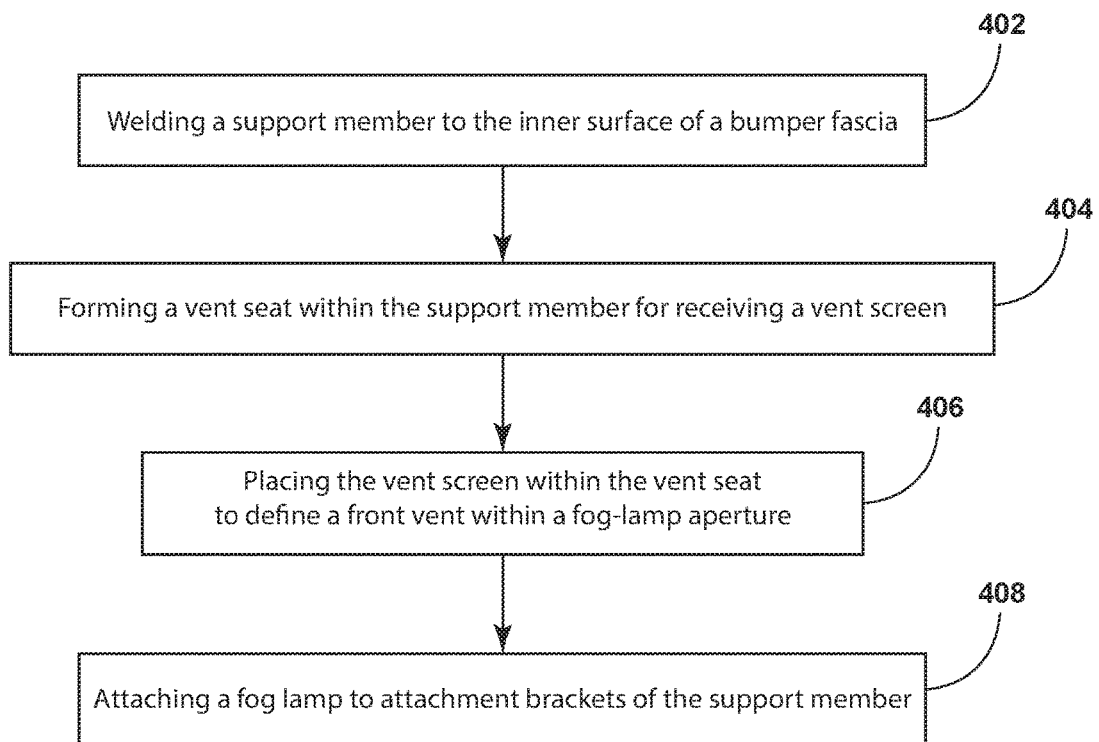 402
Welding a support member to the inner surface of a bumper fascia
404
Forming a vent seat within the support member for receiving a vent screen
406
Placing the vent screen within the vent seat
to define a front vent within a fog-lamp aperture
408
Attaching a fog lamp to attachment brackets of the support member